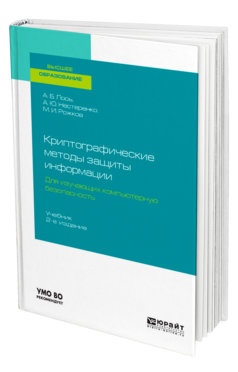 ВЫСШЕЕ
ОБРАЗОВАНИЕ
А. Б. Лось,
А. Ю. Нестеренко,
М. И. Рожков
Криптографические
методы защиты
информации
Для изучающих компьютерную
безопасность
Учебник
2-е издание
УМО ВО
РЕКОМЕНДУЕТ
юрайт